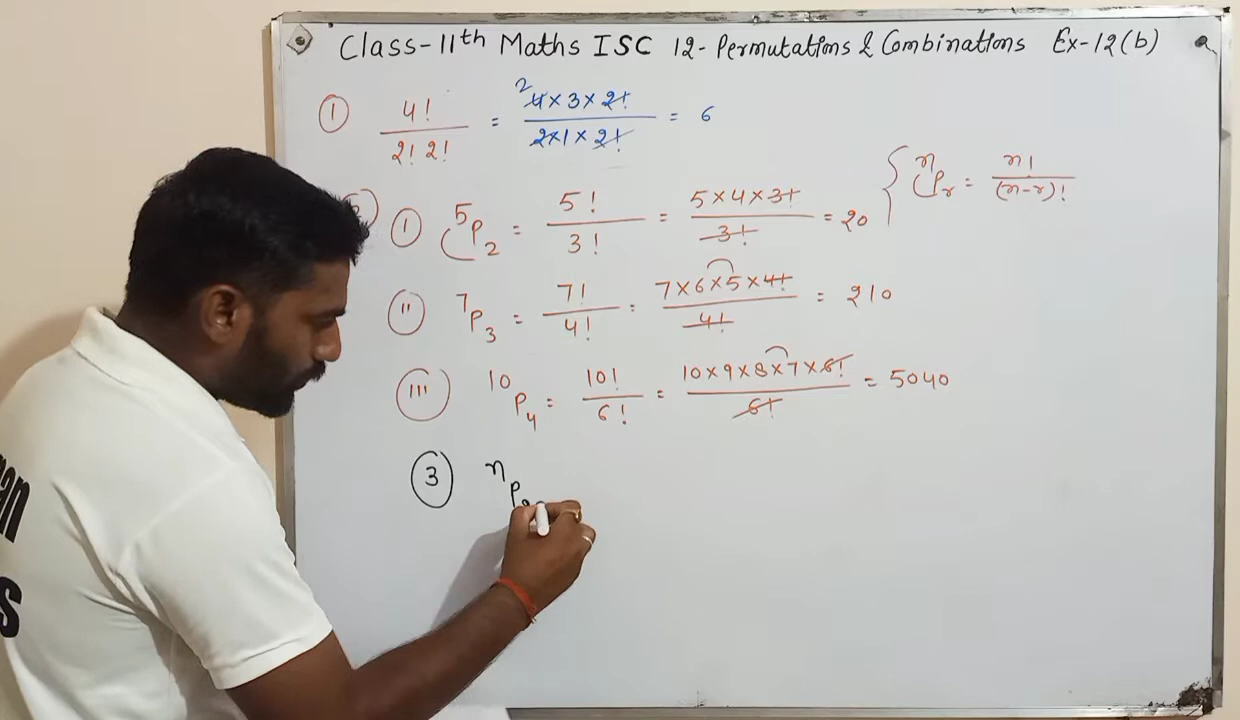 Class-11th Maths ISC 12-Permutations & Combinations Ex-12(b)
① 4!/2! 2! = ²4×3×2!/2×1×2! = 6
① ⁵P₂ = 5!/3! = 5×4×3!/3! = 20 { ⁿPᵣ = n!/(n-r)!
(ii) ⁷P₃ = 7!/4! = 7×6×5×4!/4! = 210
(iii) ¹⁰P₄ = 10!/6! = 10×9×8×7×6!/6! = 5040
③ ⁿP
an
s